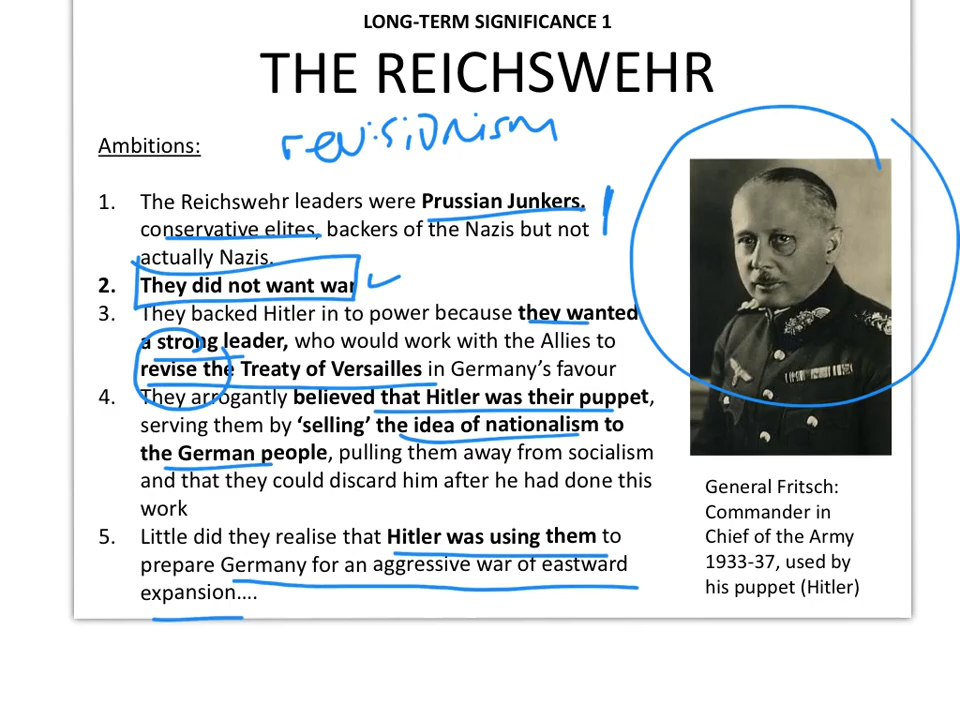 LONG-TERM SIGNIFICANCE 1
THE REICHSWEHR
revisionism
Ambitions:
1. The Reichswehr leaders were Prussian Junkers,
conservative elites, backers of the Nazis but not
actually Nazis.
2. They did not want war
3. They backed Hitler in to power because they wanted
a strong leader, who would work with the Allies to
revise the Treaty of Versailles in Germany’s favour
4. They arrogantly believed that Hitler was their puppet,
serving them by ‘selling’ the idea of nationalism to
the German people, pulling them away from socialism
and that they could discard him after he had done this
work
5. Little did they realise that Hitler was using them to
prepare Germany for an aggressive war of eastward
expansion….
General Fritsch:
Commander in
Chief of the Army
1933-37, used by
his puppet (Hitler)